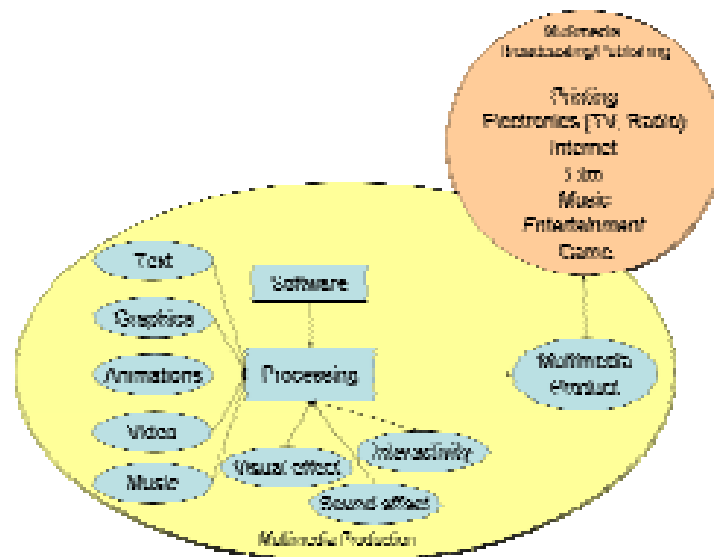 Multimedia
Broadcasting/Publishing
Printing
Electronics (TV, Radio)
Internet
Film
Music
Entertainment
Game
Text
Software
Graphics
Processing
Animations
Multimedia
Product
Video
Interactivity
Visual effect
Music
Sound effect
Multimedia Production